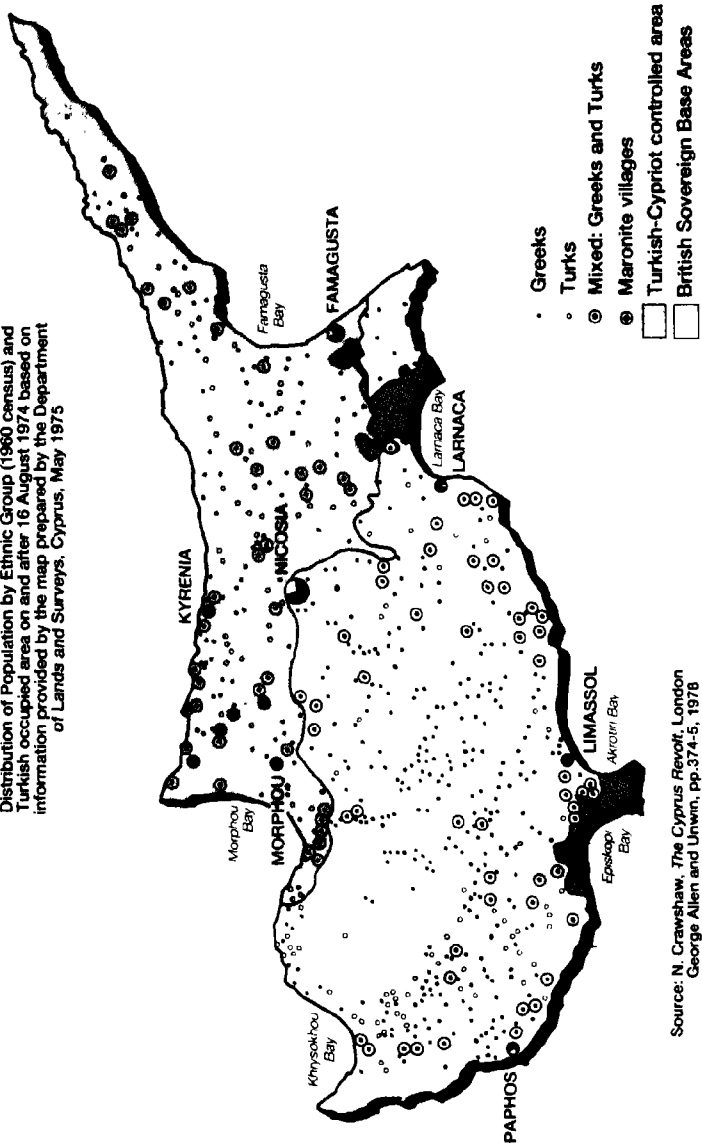 Distribution of Population by Ethnic Group (1960 census) and
Turkish occupied area on and after 16 August 1974 based on
information provided by the map prepared by the Department
of Lands and Surveys, Cyprus, May 1975
KYRENIA
Morphou
Bay
MORPHOU
NICOSIA
Famagusta
Bay
FAMAGUSTA
Khrysokhou
Bay
Larnaca Bay
LARNACA
PAPHOS
LIMASSOL
Episkopi
Bay
Akrotiri Bay
Greeks
Turks
Mixed: Greeks and Turks
Maronite villages
Turkish-Cypriot controlled area
British Sovereign Base Areas
Source: N. Crawshaw, The Cyprus Revolt, London
George Allen and Unwin, pp.374-5, 1978